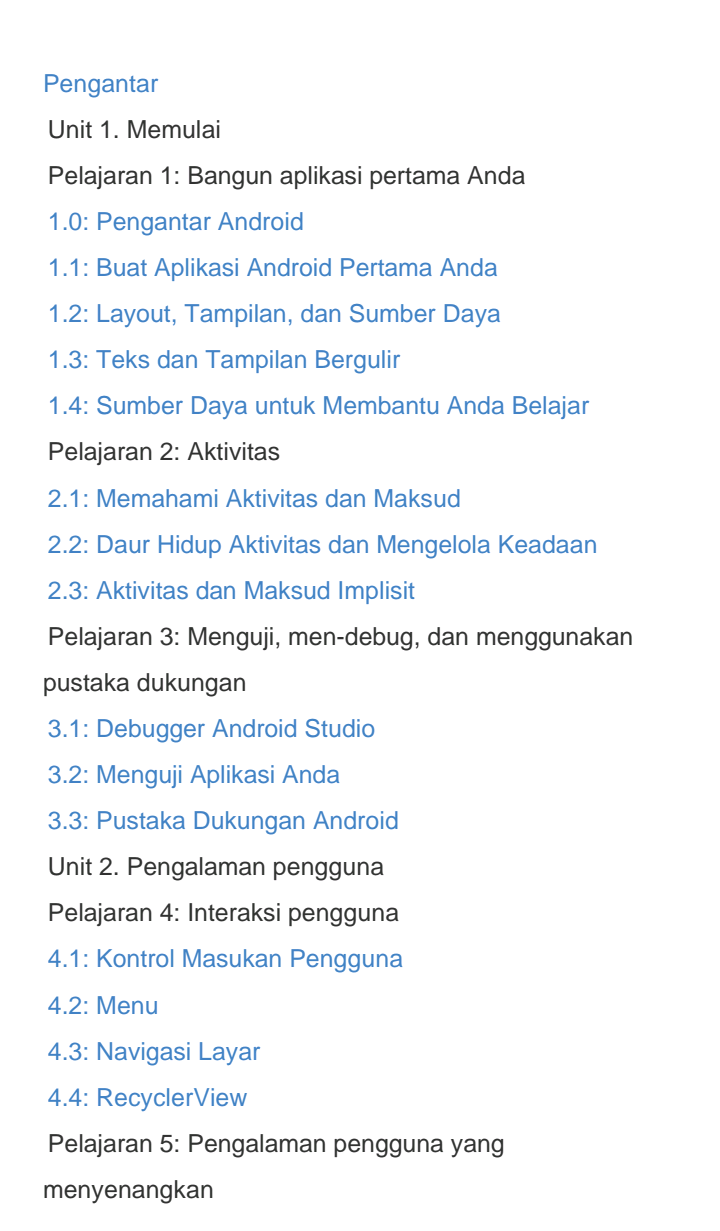 Pengantar
Unit 1. Memulai
Pelajaran 1: Bangun aplikasi pertama Anda
1.0: Pengantar Android
1.1: Buat Aplikasi Android Pertama Anda
1.2: Layout, Tampilan, dan Sumber Daya
1.3: Teks dan Tampilan Bergulir
1.4: Sumber Daya untuk Membantu Anda Belajar
Pelajaran 2: Aktivitas
2.1: Memahami Aktivitas dan Maksud
2.2: Daur Hidup Aktivitas dan Mengelola Keadaan
2.3: Aktivitas dan Maksud Implisit
Pelajaran 3: Menguji, men-debug, dan menggunakan
pustaka dukungan
3.1: Debugger Android Studio
3.2: Menguji Aplikasi Anda
3.3: Pustaka Dukungan Android
Unit 2. Pengalaman pengguna
Pelajaran 4: Interaksi pengguna
4.1: Kontrol Masukan Pengguna
4.2: Menu
4.3: Navigasi Layar
4.4: RecyclerView
Pelajaran 5: Pengalaman pengguna yang
menyenangkan